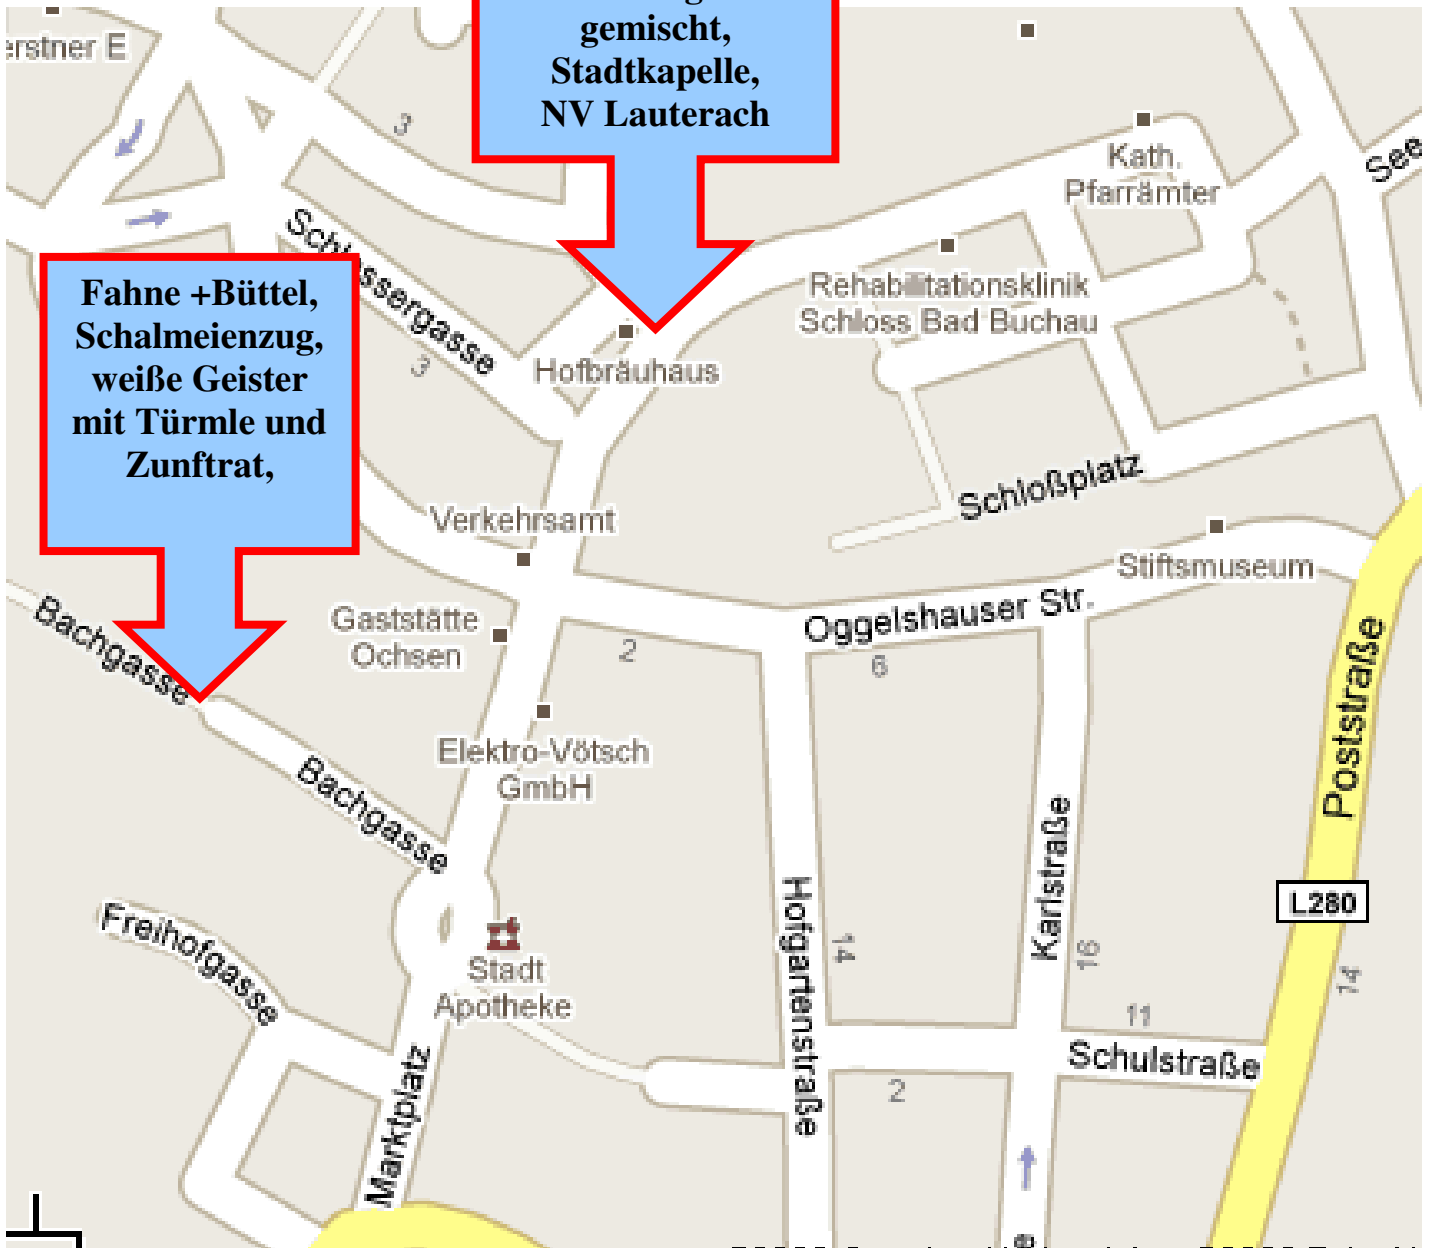 gemischt,
Stadtkapelle,
NV Lauterach
3
Kath.
Pfarrämter
See
Schlossergasse
Rehabilitationsklinik
Schloss Bad Buchau
Fahne +Büttel,
Schalmeienzug,
weiße Geister
mit Türmle und
Zunftrat,
3
Hofbräuhaus
Schloßplatz
Verkehrsamt
Stiftsmuseum
Bachgasse
Gaststätte
Ochsen
2
Oggelshauser Str.
6
Poststraße
Elektro-Vötsch
GmbH
Bachgasse
Karlstraße
Hofgartenstraße
L280
Freihofgasse
14
16
Stadt
Apotheke
14
11
Schulstraße
2
Marktplatz